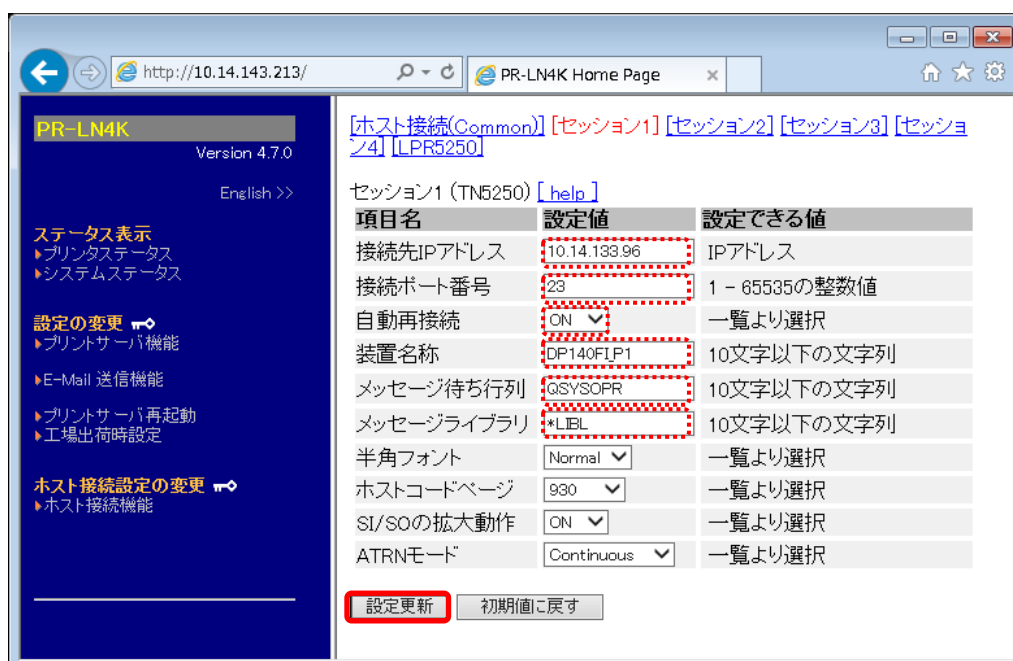 http://10.14.143.213/
PR-LN4K Home Page
PR-LN4K
Version 4.7.0
English >>
ステータス表示
プリンタステータス
システムステータス
設定の変更
プリントサーバ機能
E-Mail 送信機能
プリントサーバ再起動
工場出荷時設定
ホスト接続設定の変更
ホスト接続機能
[ホスト接続(Common)] [セッション1] [セッション2] [セッション3] [セッショ
ン4] [LPR5250]
セッション1 (TN5250) [ help ]
項目名 設定値 設定できる値
接続先IPアドレス 10.14.133.96 IPアドレス
接続ポート番号 23 1 - 65535の整数値
自動再接続 ON 一覧より選択
装置名称 DP140FI_P1 10文字以下の文字列
メッセージ待ち行列 QSYSOPR 10文字以下の文字列
メッセージライブラリ *LIBL 10文字以下の文字列
半角フォント Normal 一覧より選択
ホストコードページ 930 一覧より選択
SI/SOの拡大動作 ON 一覧より選択
ATRNモード Continuous 一覧より選択
設定更新 初期値に戻す